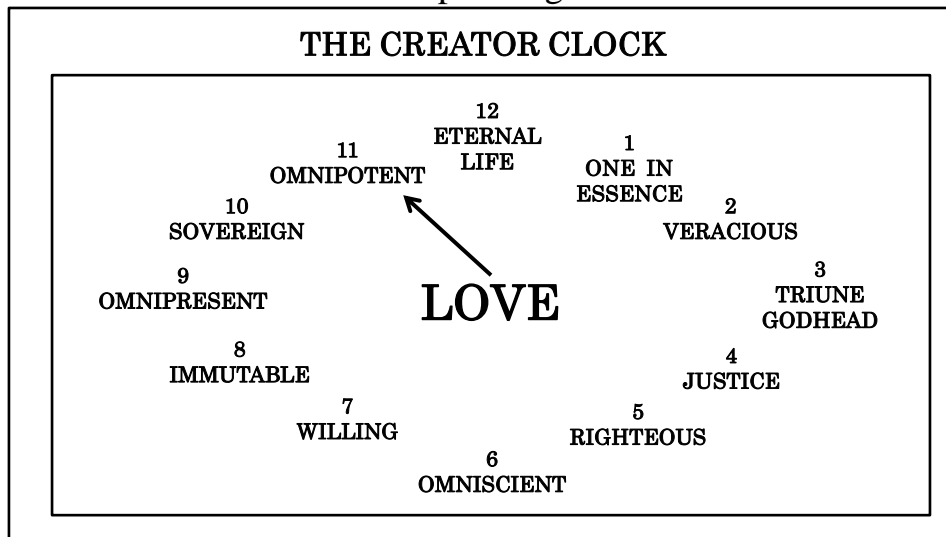 THE CREATOR CLOCK
12
ETERNAL
LIFE
1
ONE IN
ESSENCE
2
VERACIOUS
3
TRIUNE
GODHEAD
4
JUSTICE
5
RIGHTEOUS
6
OMNISCIENT
7
WILLING
8
IMMUTABLE
9
OMNIPRESENT
10
SOVEREIGN
11
OMNIPOTENT
LOVE